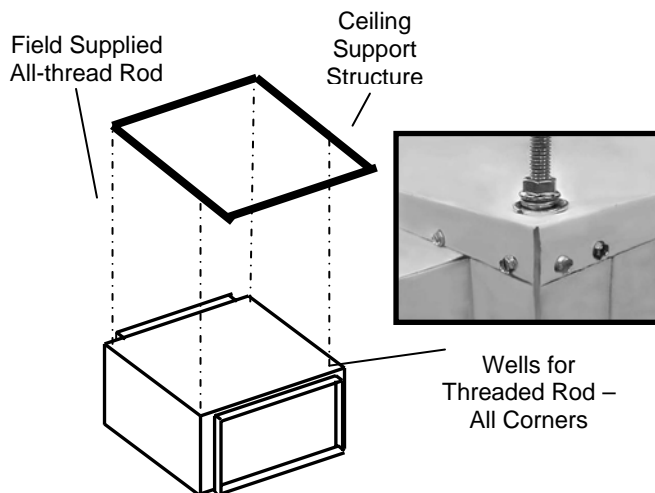 Field Supplied
All-thread Rod
Ceiling
Support
Structure
Wells for
Threaded Rod –
All Corners